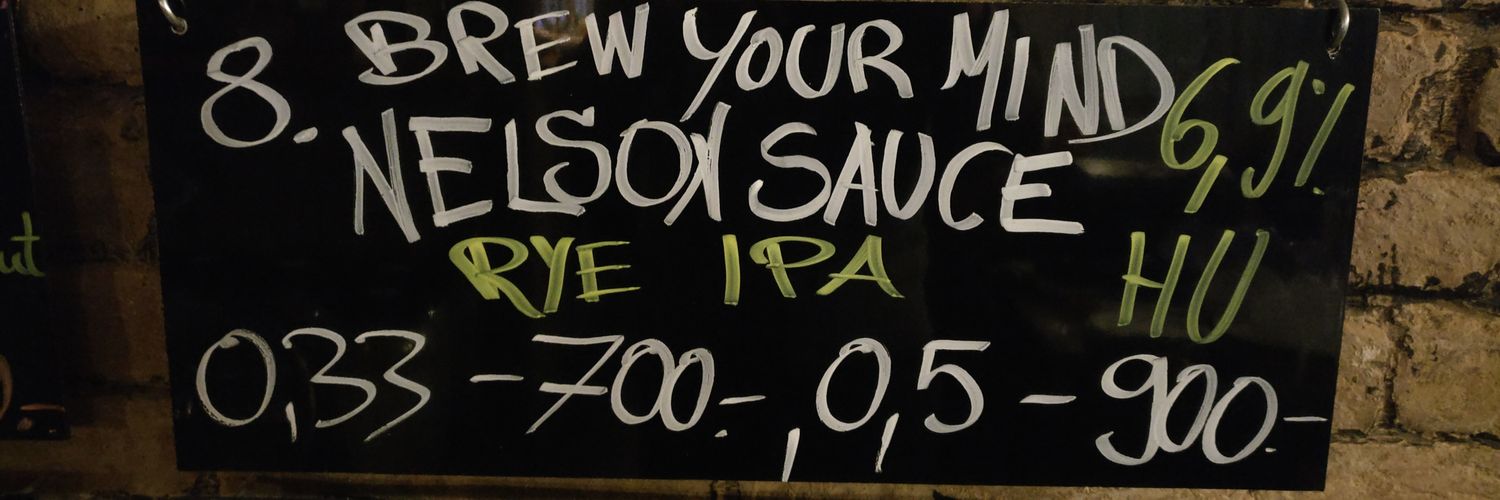 8. BREW YOUR MIND 6,9%
NELSON SAUCE
RYE IPA HU
0,33 - 700.-, 0,5 - 900.-